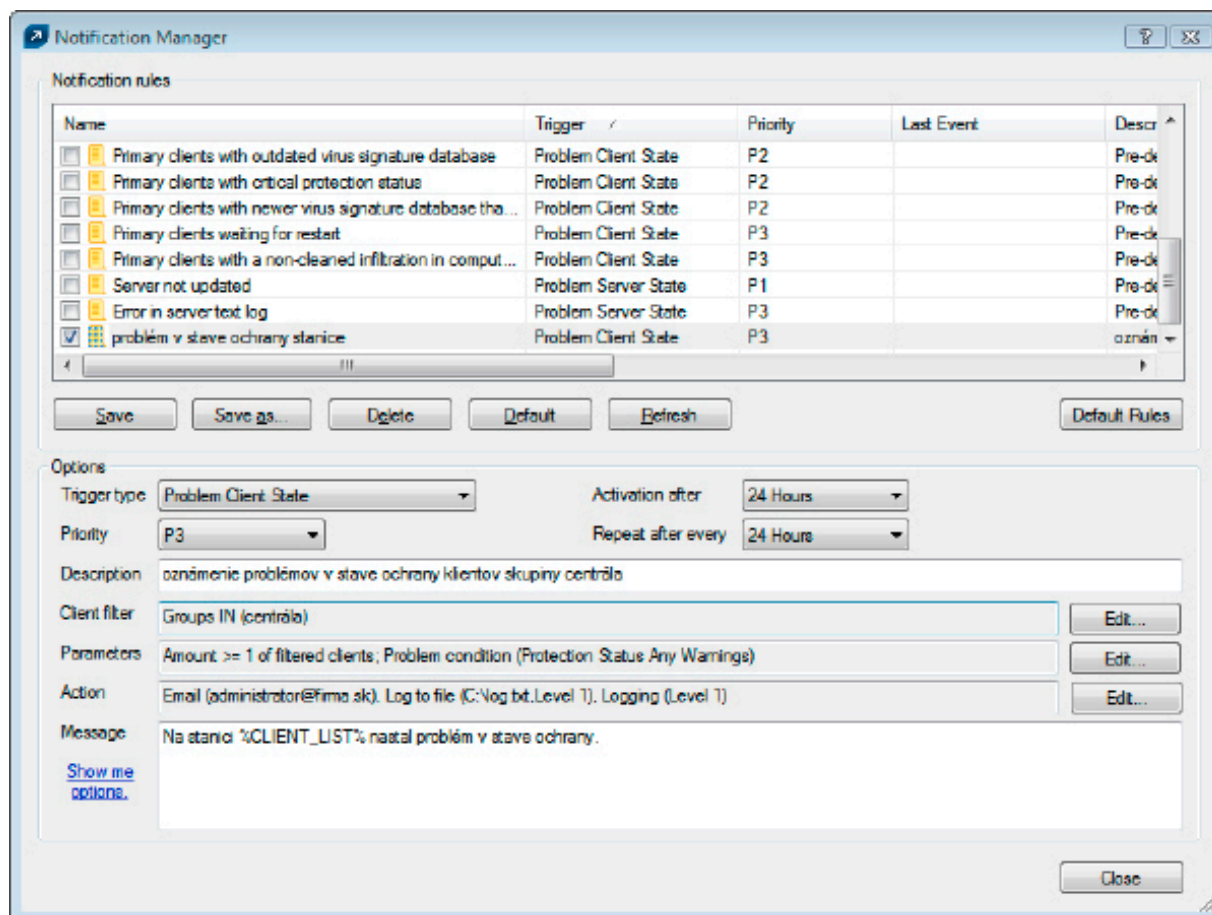 Notification Manager
Notification rules
Name Trigger Priority Last Event Descr
Primary clients with outdated virus signature database Problem Client State P2 Pre-de
Primary clients with critical protection status Problem Client State P2 Pre-de
Primary clients with newer virus signature database tha... Problem Client State P2 Pre-de
Primary clients waiting for restart Problem Client State P3 Pre-de
Primary clients with a non-cleaned infiltration in comput... Problem Client State P3 Pre-de
Server not updated Problem Server State P1 Pre-de
Error in server text log Problem Server State P3 Pre-de
problém v stave ochrany stanice Problem Client State P3 oznám
Save Save as... Delete Default Refresh Default Rules
Options
Trigger type Problem Client State Activation after 24 Hours
Priority P3 Repeat after every 24 Hours
Description oznámenie problémov v stave ochrany klientov skupiny centrála
Client filter Groups IN (centrála) Edit...
Parameters Amount >= 1 of filtered clients; Problem condition (Protection Status Any Warnings) Edit...
Action Email (administrator@firma.sk), Log to file (C:\log.txt,Level 1), Logging (Level 1) Edit...
Message Na stanici %CLIENT_LIST% nastal problém v stave ochrany.
Show me
options.
Close